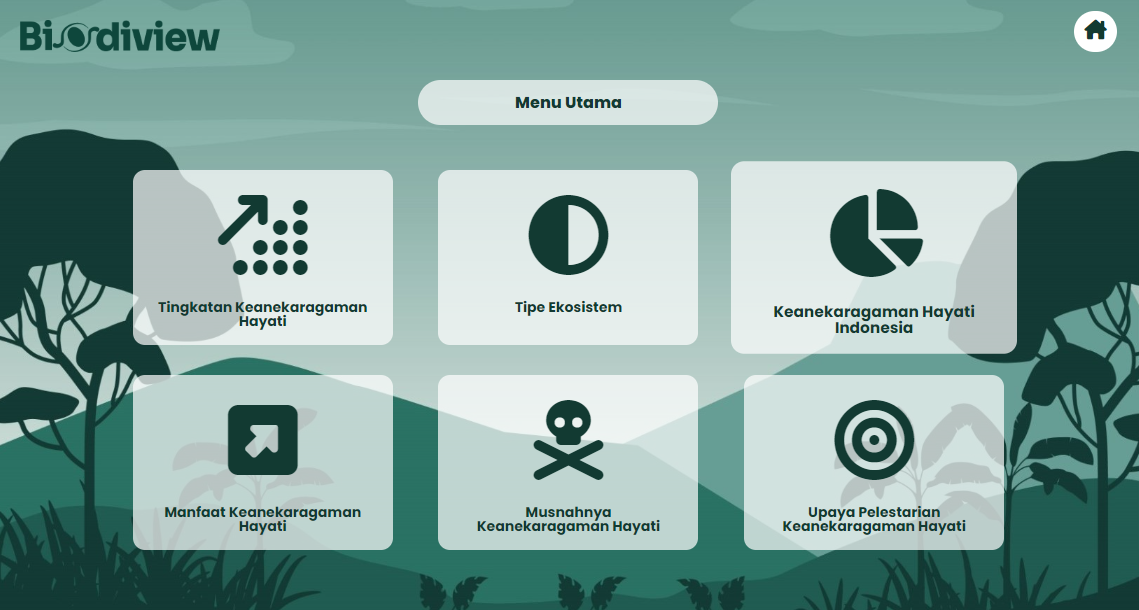 Biodiview
Menu Utama
Tingkatan Keanekaragaman
Hayati
Tipe Ekosistem
Keanekaragaman Hayati
Indonesia
Manfaat Keanekaragaman
Hayati
Musnahnya
Keanekaragaman Hayati
Upaya Pelestarian
Keanekaragaman Hayati